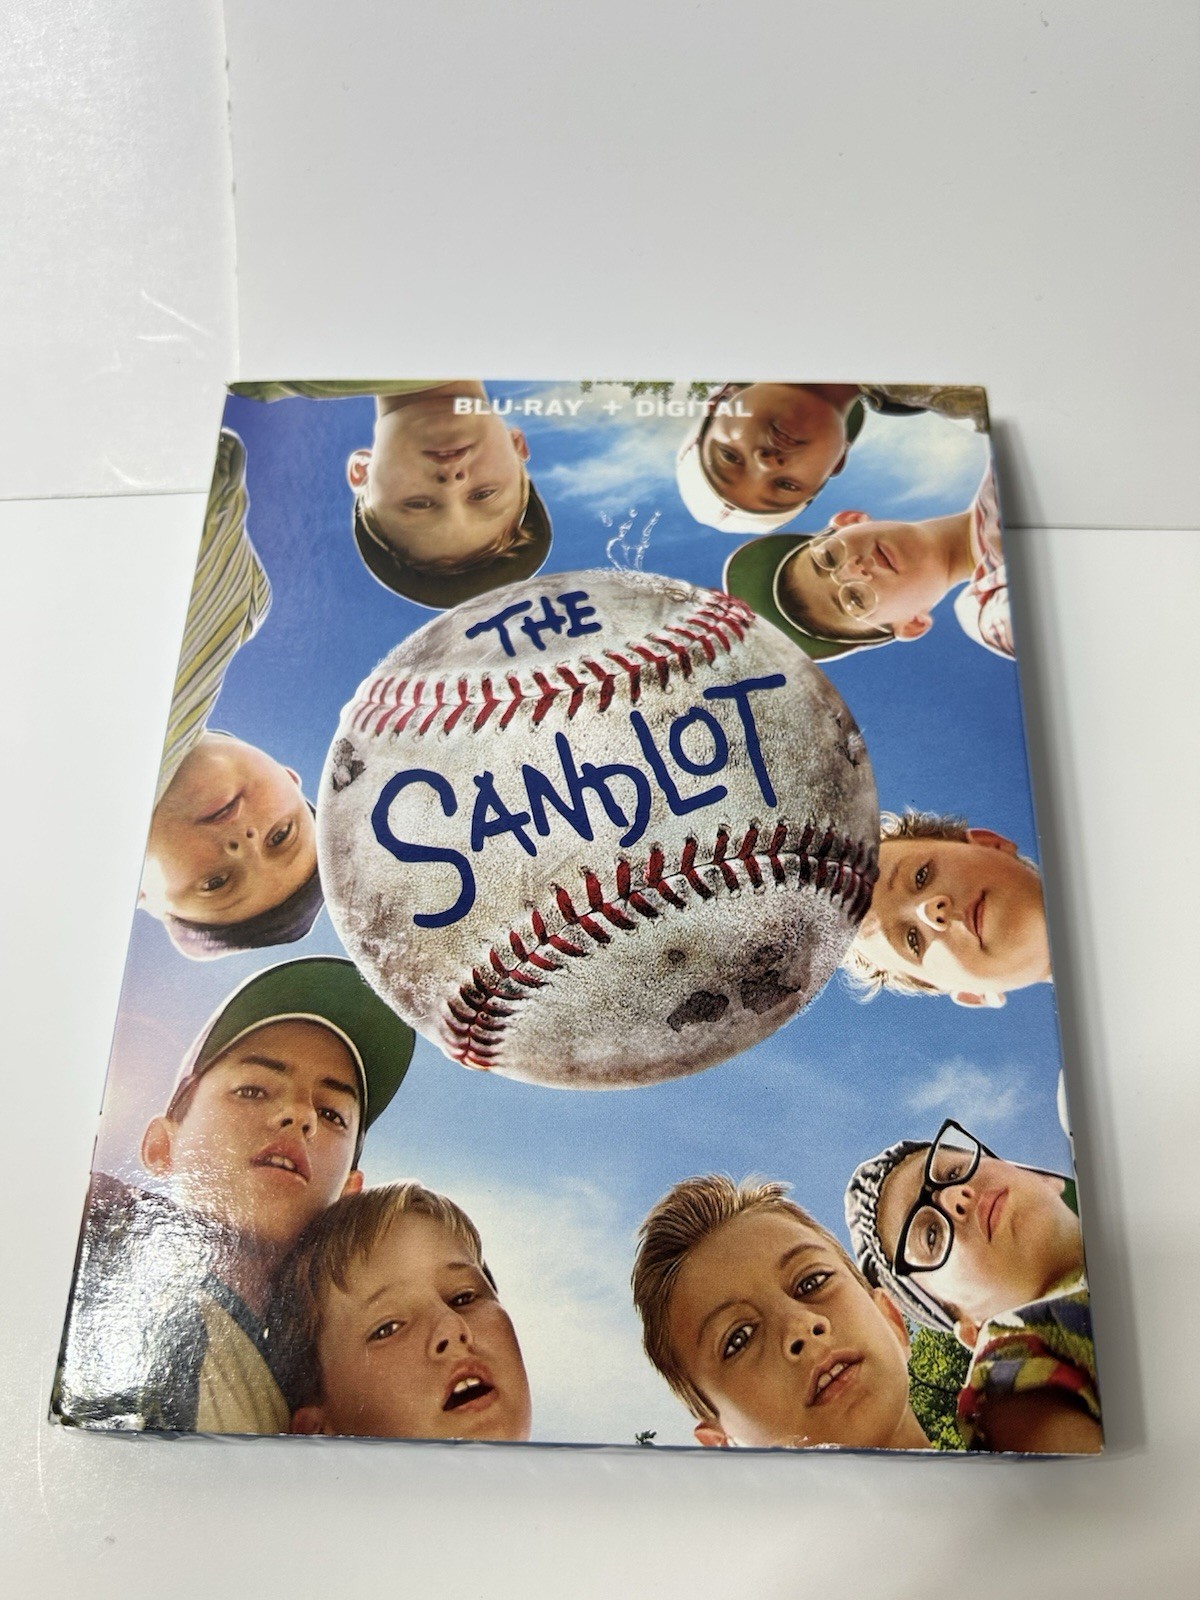 BLU-RAY + DIGITAL
THE
SANDLOT